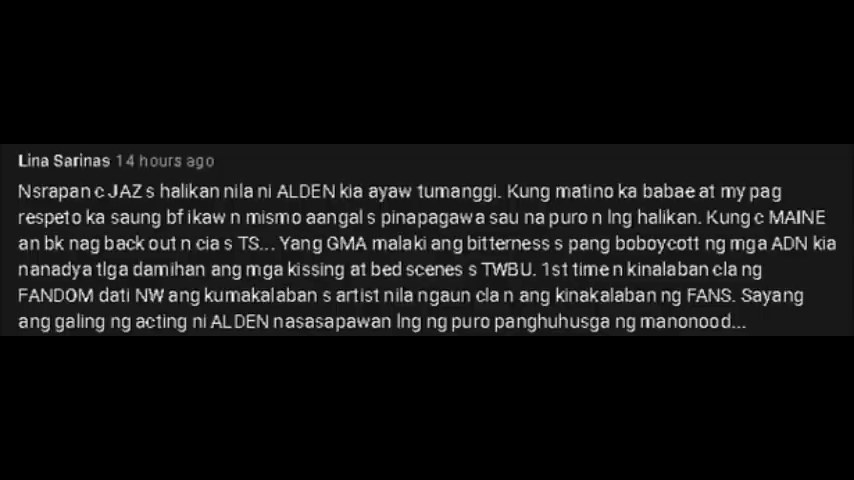 Lina Sarinas 14 hours ago
Nsrapan c JAZ s halikan nila ni ALDEN kia ayaw tumanggi. Kung matino ka babae at my pag
respeto ka saung bf ikaw n mismo aangal s pinapagawa sau na puro n lng halikan. Kung c MAINE
an bk nag back out n cia s TS... Yang GMA malaki ang bitterness s pang boboycott ng mga ADN kia
nanadya tlga damihan ang mga kissing at bed scenes s TWBU. 1st time n kinalaban cla ng
FANDOM dati NW ang kumakalaban s artist nila ngaun cla n ang kinakalaban ng FANS. Sayang
ang galing ng acting ni ALDEN nasasapawan lng ng puro panghuhusga ng manonood...